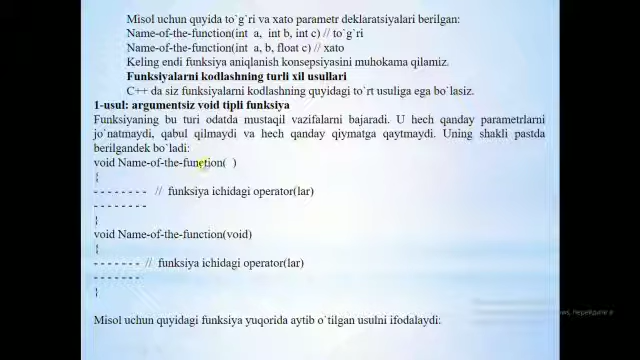 Misol uchun quyida to`g`ri va xato parametr deklaratsiyalari berilgan:
Name-of-the-function(int  a,  int b, int c) // to`g`ri
Name-of-the-function(int  a, b, float c) // xato
Keling endi funksiya aniqlanish konsepsiyasini muhokama qilamiz.
Funksiyalarni kodlashning turli xil usullari
C++ da siz funksiyalarni kodlashning quyidagi to`rt usuliga ega bo`lasiz.
1-usul: argumentsiz void tipli funksiya
Funksiyaning bu turi odatda mustaqil vazifalarni bajaradi. U hech qanday parametrlarni
jo`natmaydi, qabul qilmaydi va hech qanday qiymatga qaytmaydi. Uning shakli pastda
berilgandek bo`ladi:
void Name-of-the-function(  )
{
- - - - - - - -  //  funksiya ichidagi operator(lar)
- - - - - - - -
}
void Name-of-the-function(void)
{
- - - - - - -  //  funksiya ichidagi operator(lar)
- - - - - - -
}
Misol uchun quyidagi funksiya yuqorida aytib o`tilgan usulni ifodalaydi: